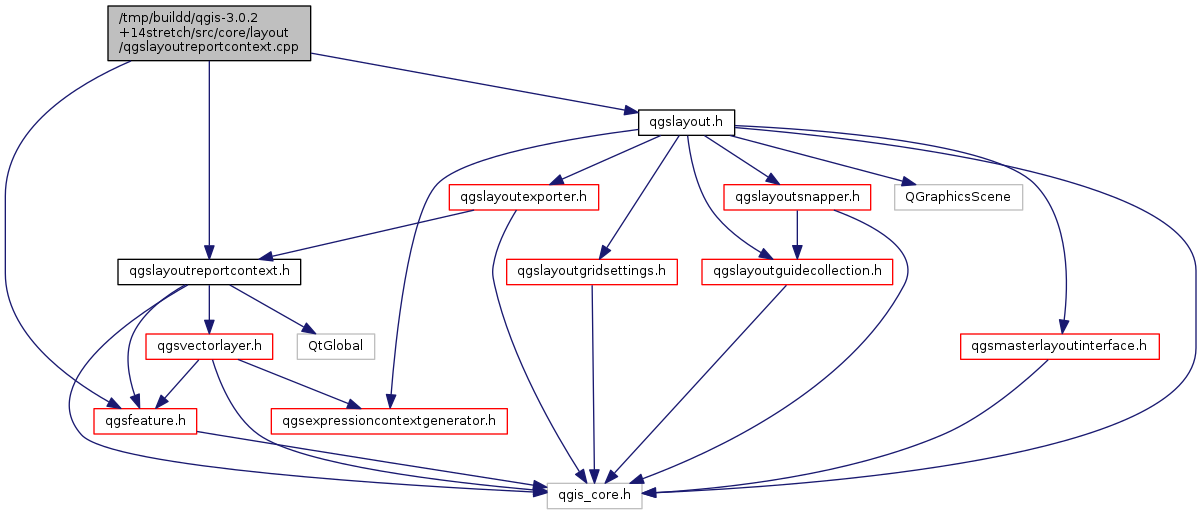 /tmp/buildd/qgis-3.0.2
+14stretch/src/core/layout
/qgslayoutreportcontext.cpp
qgslayout.h
qgslayoutexporter.h
qgslayoutsnapper.h
QGraphicsScene
qgslayoutreportcontext.h
qgslayoutgridsettings.h
qgslayoutguidecollection.h
qgsvectorlayer.h
QtGlobal
qgsmasterlayoutinterface.h
qgsfeature.h
qgsexpressioncontextgenerator.h
qgis_core.h